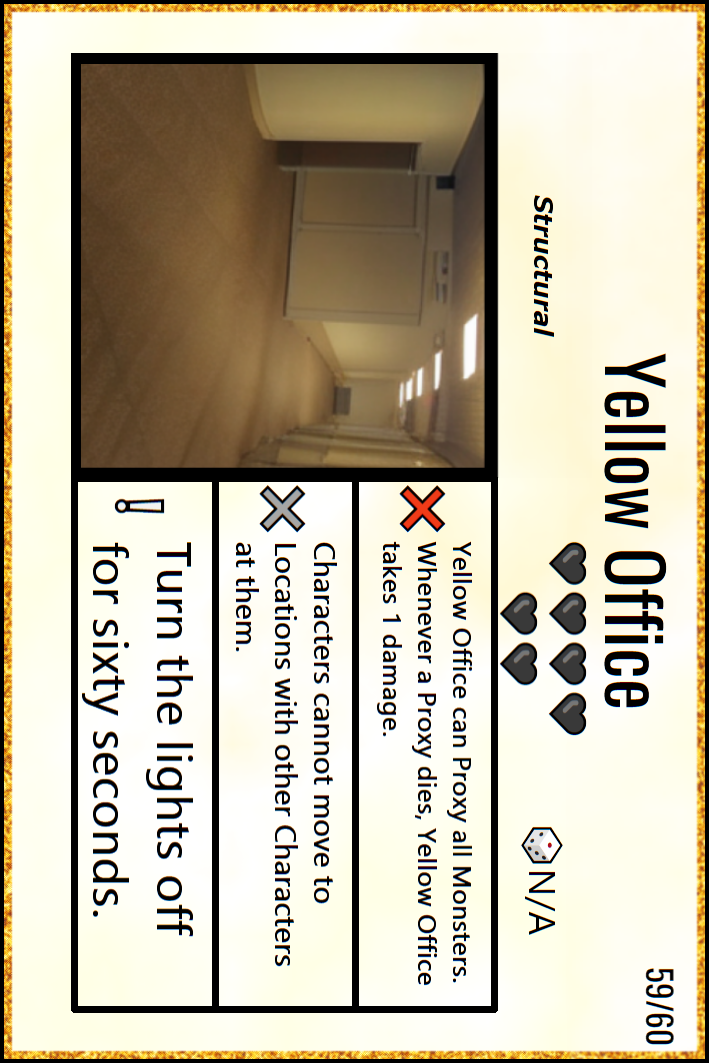 Yellow Office
59/60
Structural
N/A
Yellow Office can Proxy all Monsters.
Whenever a Proxy dies, Yellow Office
takes 1 damage.
Characters cannot move to
Locations with other Characters
at them.
Turn the lights off
for sixty seconds.